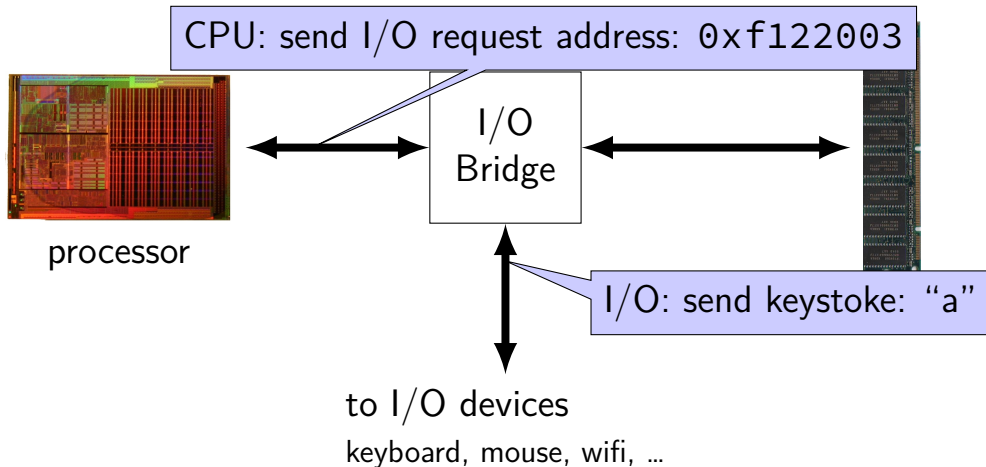 CPU: send I/O request address: 0xf122003
I/O
Bridge
processor
I/O: send keystoke: “a”
to I/O devices
keyboard, mouse, wifi, …